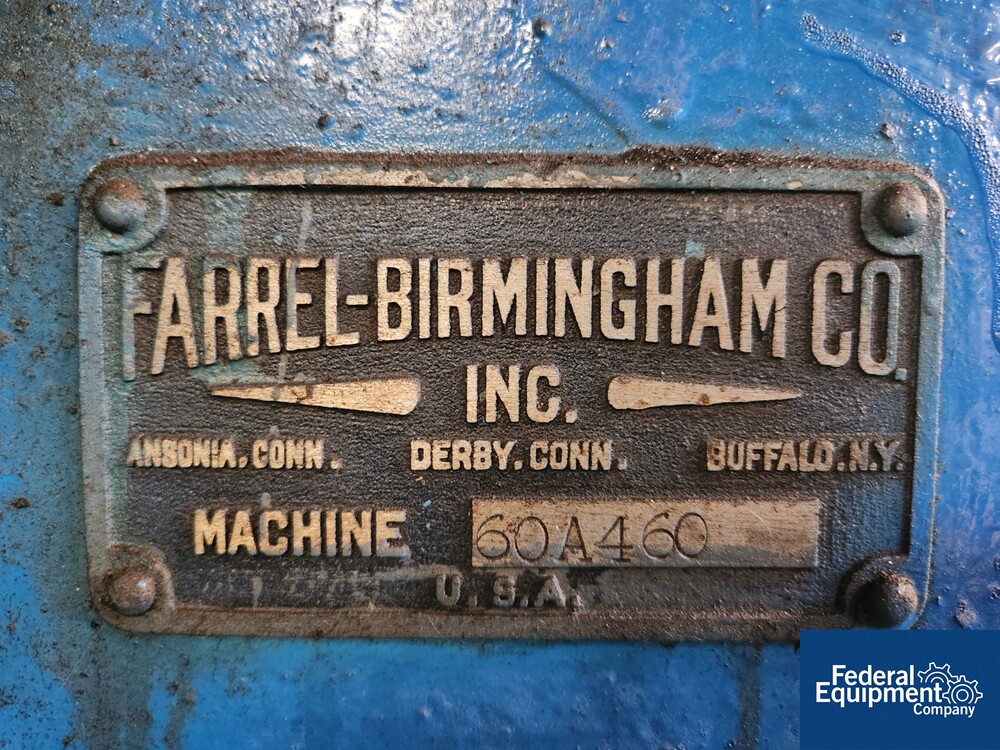 FARREL-BIRMINGHAM CO.
INC.
ANSONIA, CONN. DERBY, CONN. BUFFALO, N.Y.
MACHINE 60A460
U.S.A.
Federal
Equipment
Company